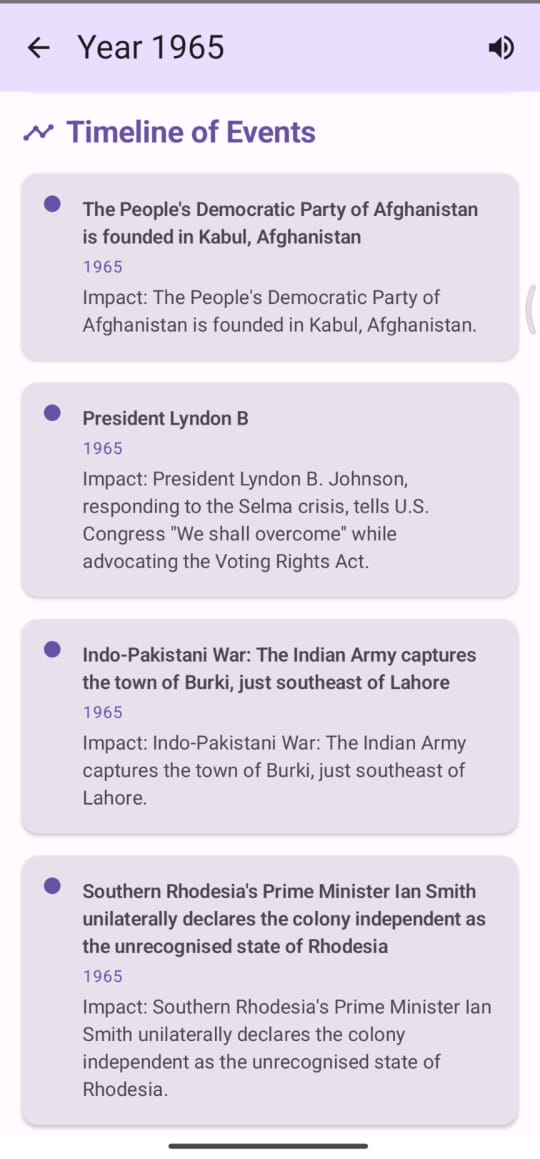 Year 1965
Timeline of Events
The People's Democratic Party of Afghanistan
is founded in Kabul, Afghanistan
1965
Impact: The People's Democratic Party of
Afghanistan is founded in Kabul, Afghanistan.
President Lyndon B
1965
Impact: President Lyndon B. Johnson,
responding to the Selma crisis, tells U.S.
Congress "We shall overcome" while
advocating the Voting Rights Act.
Indo-Pakistani War: The Indian Army captures
the town of Burki, just southeast of Lahore
1965
Impact: Indo-Pakistani War: The Indian Army
captures the town of Burki, just southeast of
Lahore.
Southern Rhodesia's Prime Minister Ian Smith
unilaterally declares the colony independent as
the unrecognised state of Rhodesia
1965
Impact: Southern Rhodesia's Prime Minister Ian
Smith unilaterally declares the colony
independent as the unrecognised state of
Rhodesia.